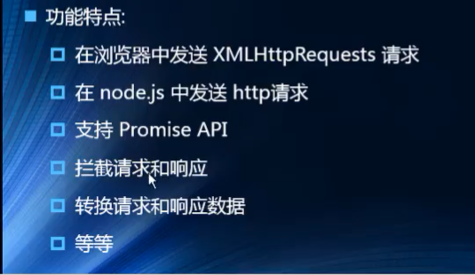 功能特点:
在浏览器中发送 XMLHttpRequests 请求
在 node.js 中发送 http请求
支持 Promise API
拦截请求和响应
转换请求和响应数据
等等